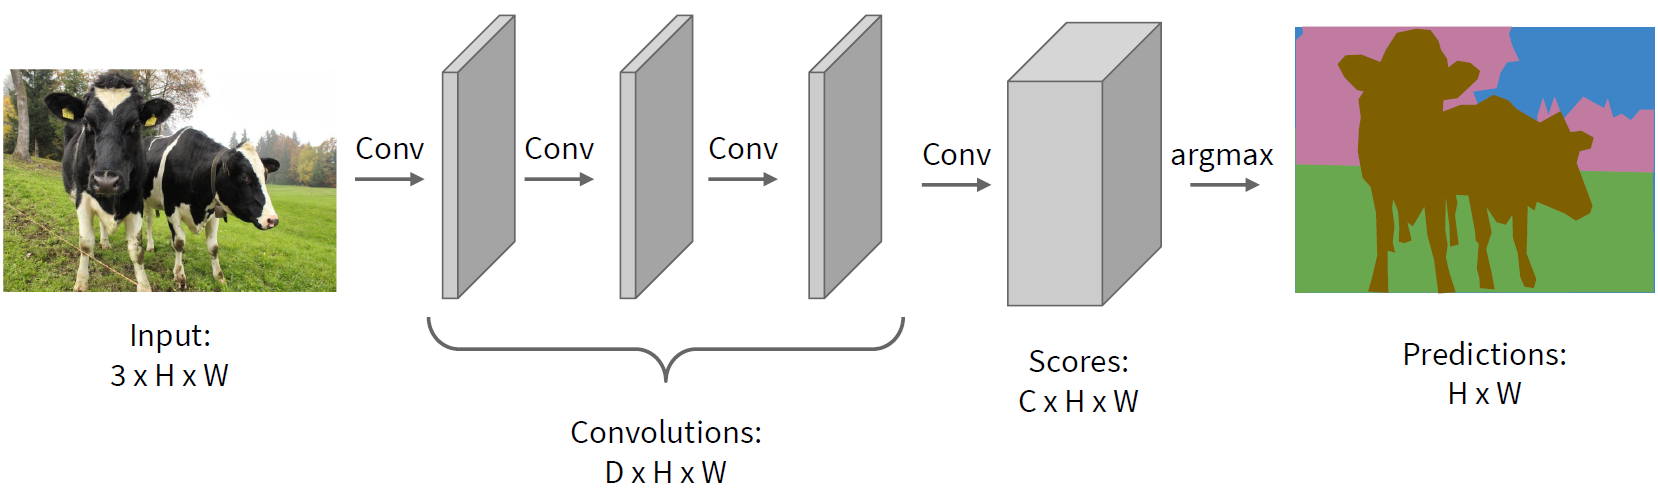 Conv
Conv
Conv
Conv
argmax
Input:
3 x H x W
Convolutions:
D x H x W
Scores:
C x H x W
Predictions:
H x W